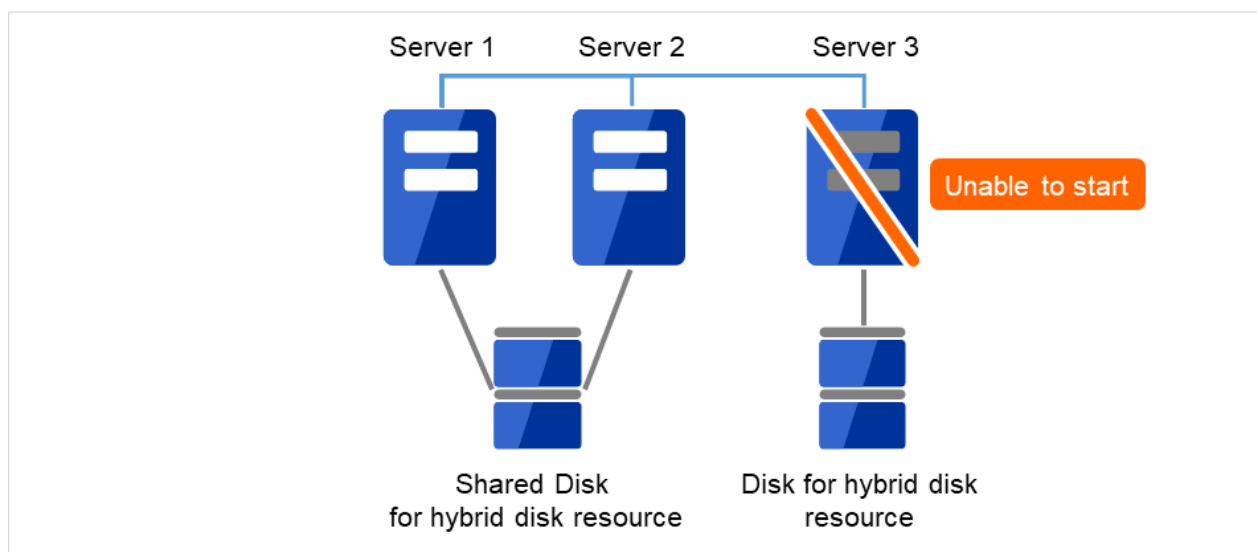 Server 1
Server 2
Server 3
Unable to start
Shared Disk
for hybrid disk resource
Disk for hybrid disk
resource